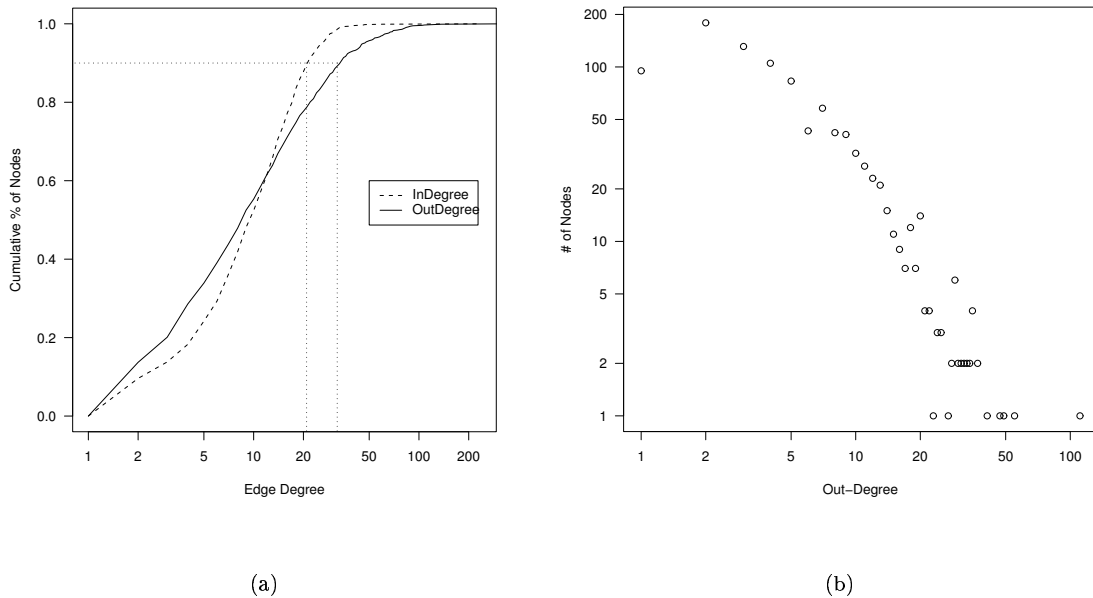 1.0
0.8
0.6
0.4
0.2
0.0
Cumulative % of Nodes
InDegree
OutDegree
1 2 5 10 20 50 100 200
Edge Degree
(a)
200
100
50
20
10
5
2
1
# of Nodes
1 2 5 10 20 50 100
Out−Degree
(b)